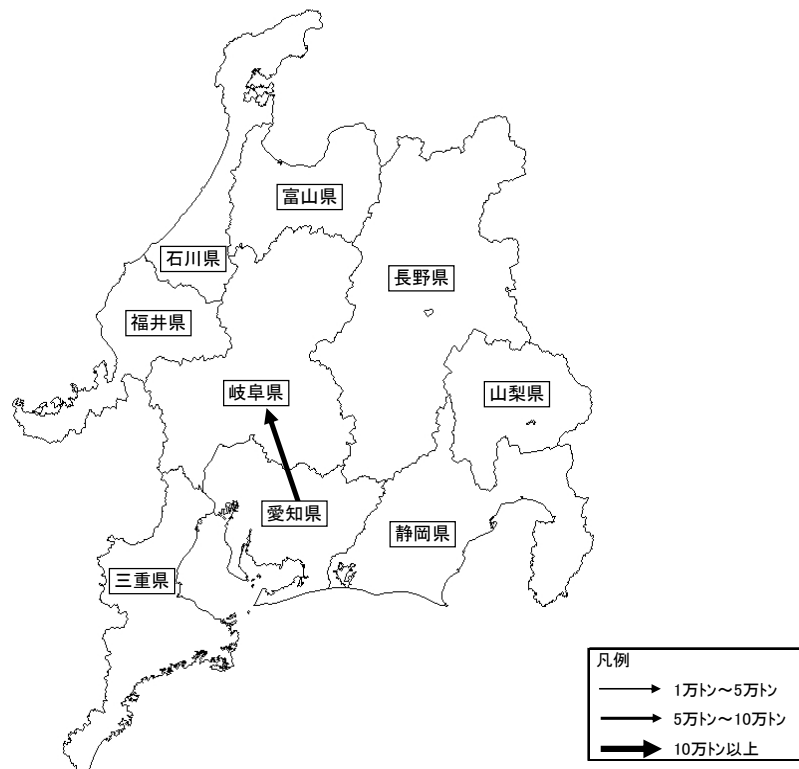 富山県
石川県
長野県
福井県
岐阜県
山梨県
愛知県
静岡県
三重県
凡例
1万トン～5万トン
5万トン～10万トン
10万トン以上